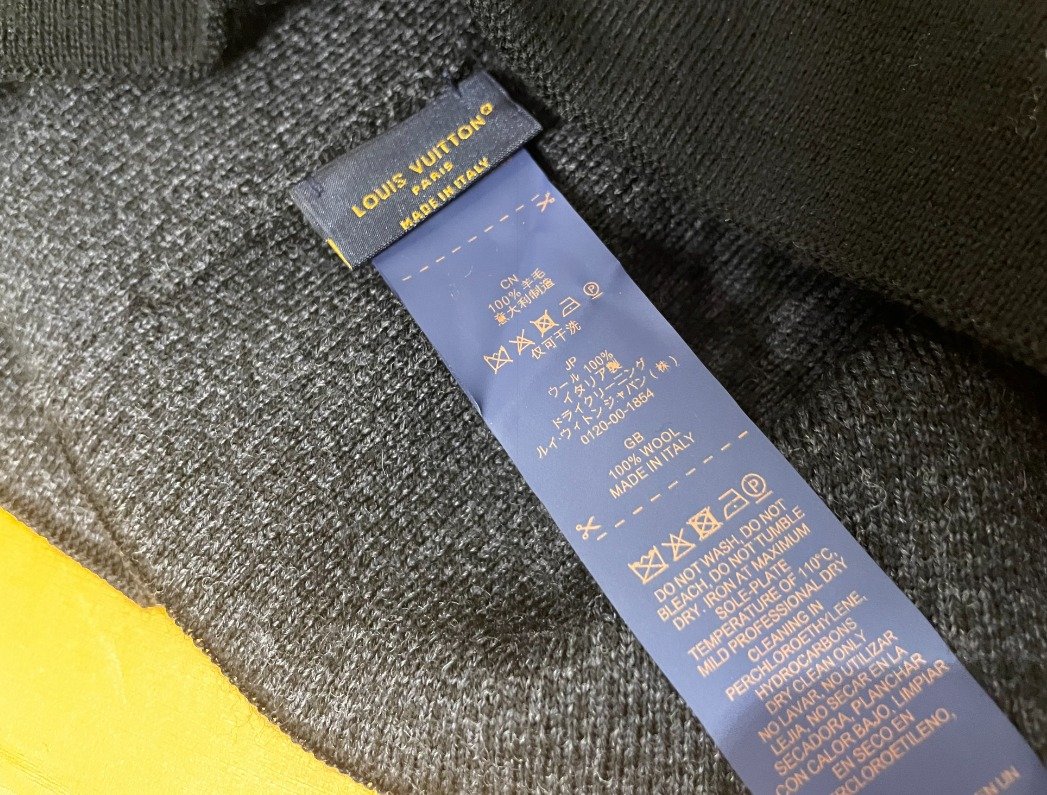 LOUIS VUITTON®
PARIS
MADE IN ITALY
CN
100% 羊毛
意大利制造
仅可干洗
JP
ウール 100%
イタリア製
ドライクリーニング
ルイ・ヴィトンジャパン(株)
0120-00-1854
GB
100% WOOL
MADE IN ITALY
DO NOT WASH, DO NOT
BLEACH, DO NOT TUMBLE
DRY. IRON AT MAXIMUM
SOLE-PLATE
TEMPERATURE OF 110°C,
MILD PROFESSIONAL DRY
CLEANING IN
PERCHLOROETHYLENE,
HYDROCARBONS
DRY CLEAN ONLY
NO LAVAR, NO UTILIZAR
LEJIA, NO SECAR EN LA
SECADORA, PLANCHAR
CON CALOR BAJO, LIMPIAR
EN SECO EN
PERCLOROETILENO,
EN UN